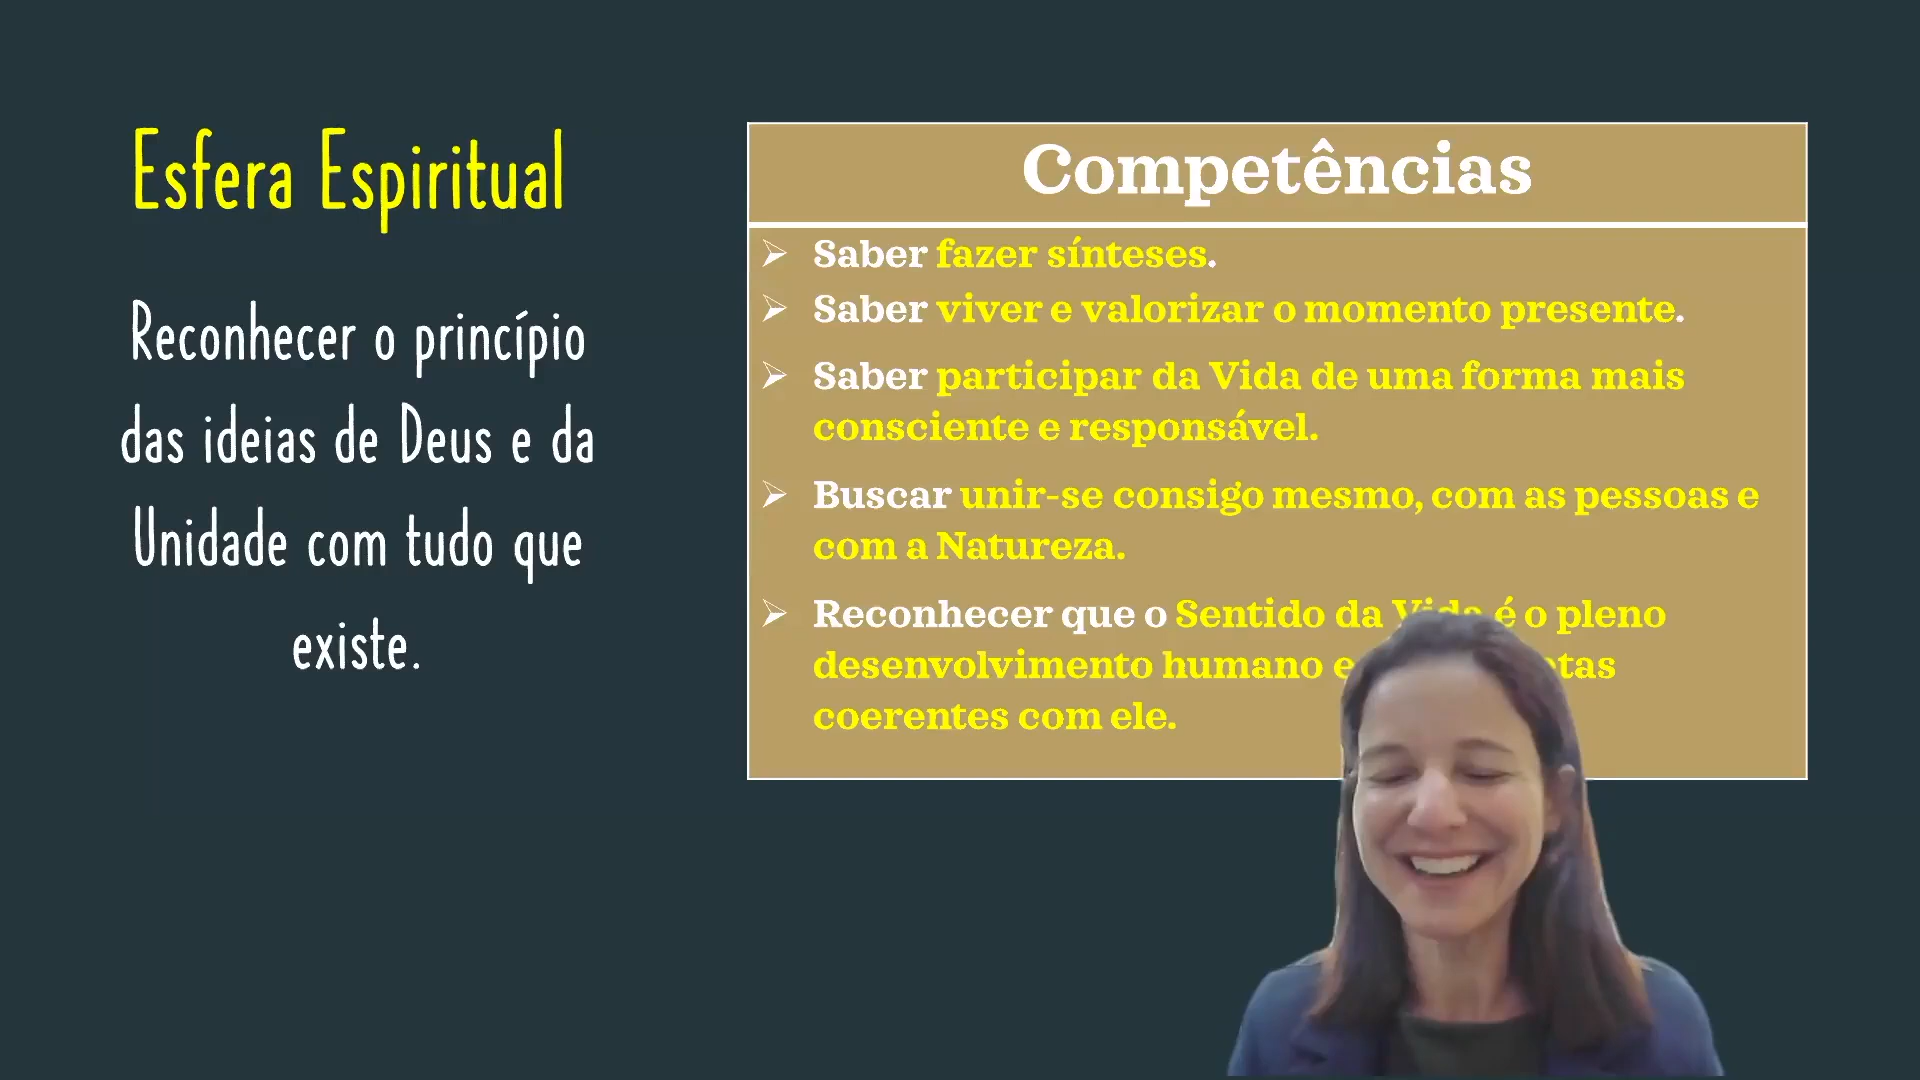 Esfera Espiritual
Reconhecer o princípio
das ideias de Deus e da
Unidade com tudo que
existe.
Competências
➢ Saber fazer sínteses.
➢ Saber viver e valorizar o momento presente.
➢ Saber participar da Vida de uma forma mais
consciente e responsável.
➢ Buscar unir-se consigo mesmo, com as pessoas e
com a Natureza.
➢ Reconhecer que o Sentido da Vida é o pleno
desenvolvimento humano e
coerentes com ele.